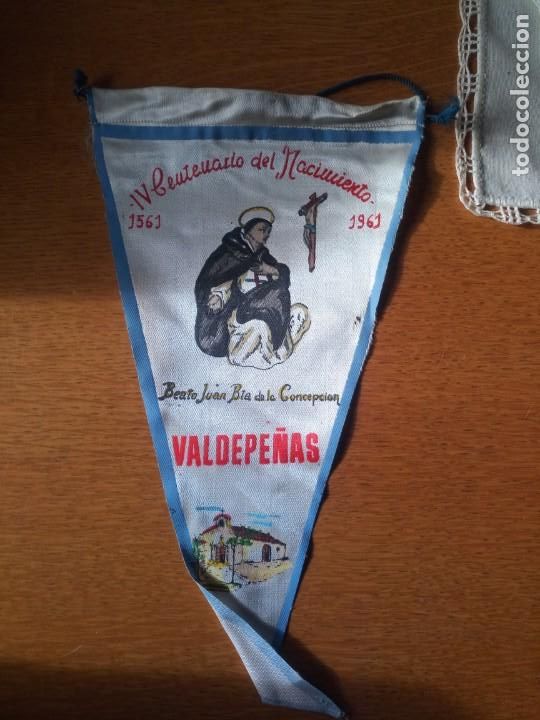 ·IV Centenario del Nacimiento·
1561 1961
Beato Juan Bta de la Concepcion
VALDEPEÑAS
todocoleccion